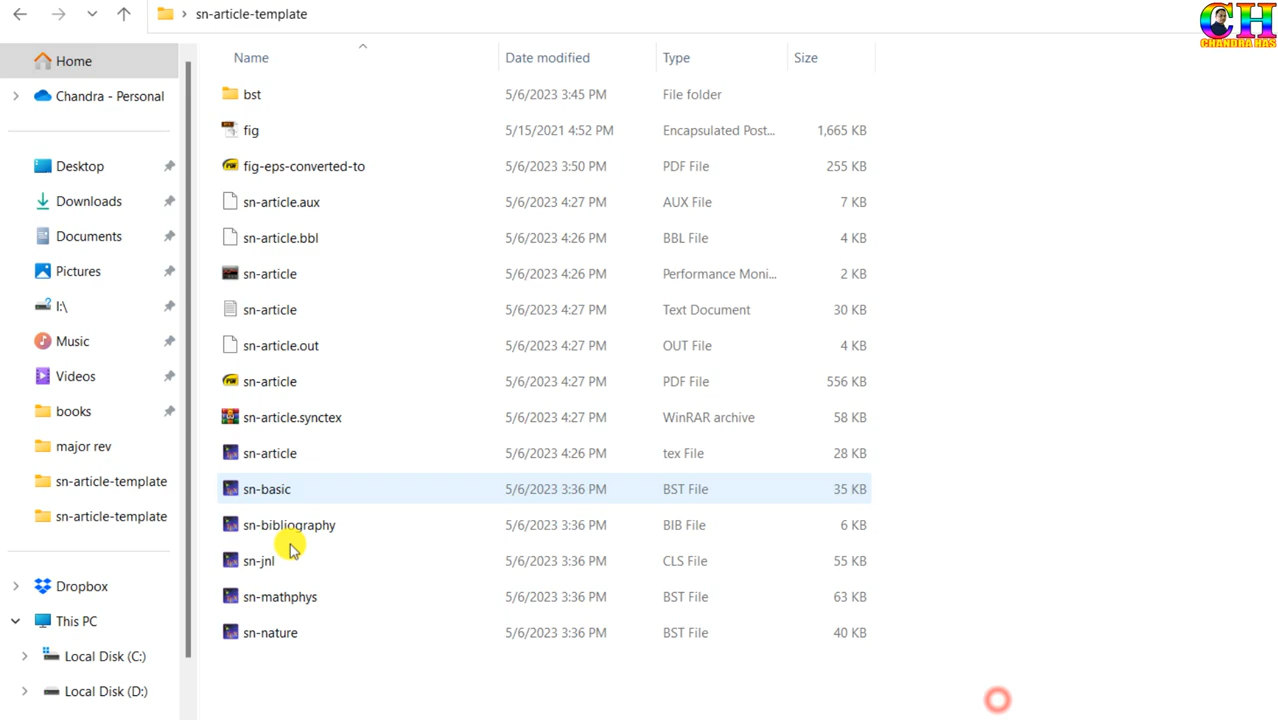 sn-article-template
CH
CHANDRA HAS
Name Date modified Type Size
Home
Chandra - Personal
Desktop
Downloads
Documents
Pictures
I:\
Music
Videos
books
major rev
sn-article-template
sn-article-template
Dropbox
This PC
Local Disk (C:)
Local Disk (D:)
bst 5/6/2023 3:45 PM File folder
fig 5/15/2021 4:52 PM Encapsulated Post... 1,665 KB
fig-eps-converted-to 5/6/2023 3:50 PM PDF File 255 KB
sn-article.aux 5/6/2023 4:27 PM AUX File 7 KB
sn-article.bbl 5/6/2023 4:26 PM BBL File 4 KB
sn-article 5/6/2023 4:26 PM Performance Moni... 2 KB
sn-article 5/6/2023 4:27 PM Text Document 30 KB
sn-article.out 5/6/2023 4:27 PM OUT File 4 KB
sn-article 5/6/2023 4:27 PM PDF File 556 KB
sn-article.synctex 5/6/2023 4:27 PM WinRAR archive 58 KB
sn-article 5/6/2023 4:26 PM tex File 28 KB
sn-basic 5/6/2023 3:36 PM BST File 35 KB
sn-bibliography 5/6/2023 3:36 PM BIB File 6 KB
sn-jnl 5/6/2023 3:36 PM CLS File 55 KB
sn-mathphys 5/6/2023 3:36 PM BST File 63 KB
sn-nature 5/6/2023 3:36 PM BST File 40 KB